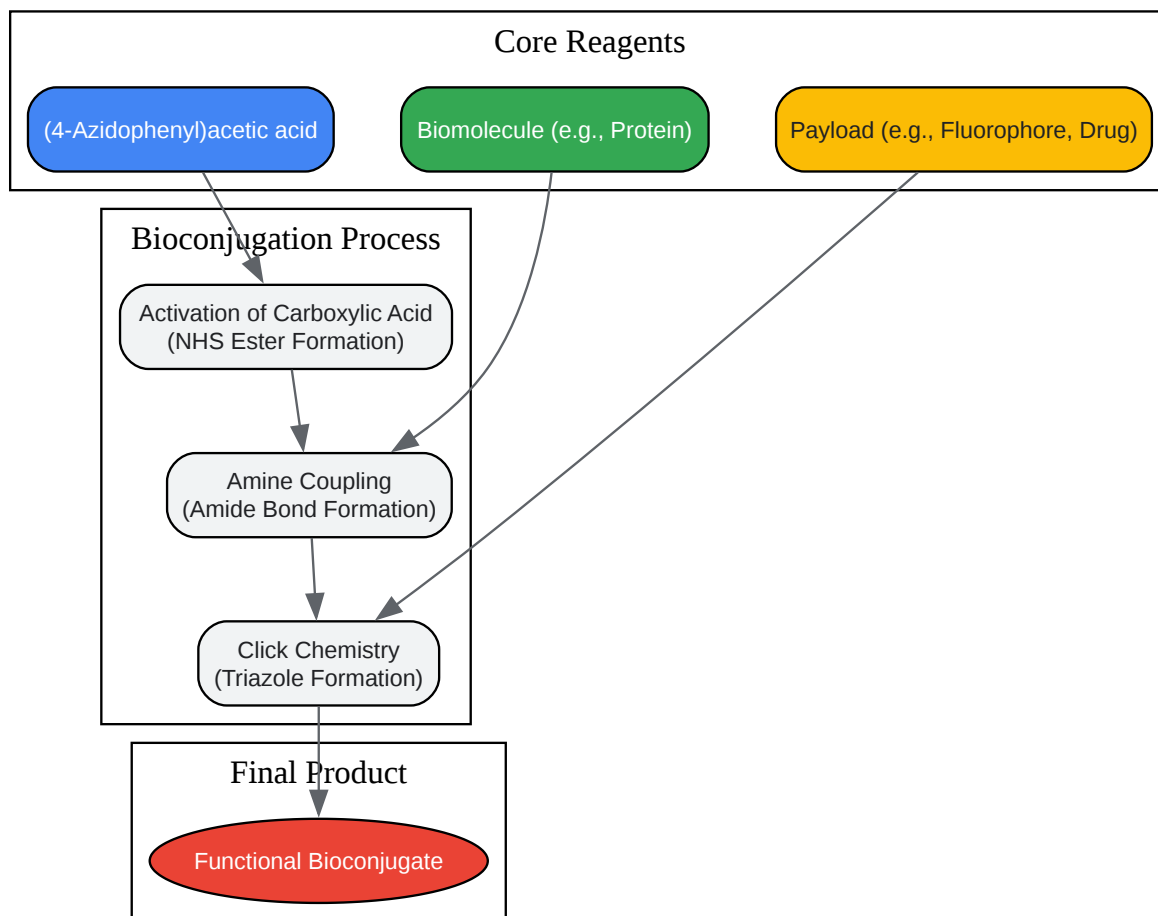 Core Reagents
(4-Azidophenyl)acetic acid
Biomolecule (e.g., Protein)
Payload (e.g., Fluorophore, Drug)
Bioconjugation Process
Activation of Carboxylic Acid
(NHS Ester Formation)
Amine Coupling
(Amide Bond Formation)
Click Chemistry
(Triazole Formation)
Final Product
Functional Bioconjugate